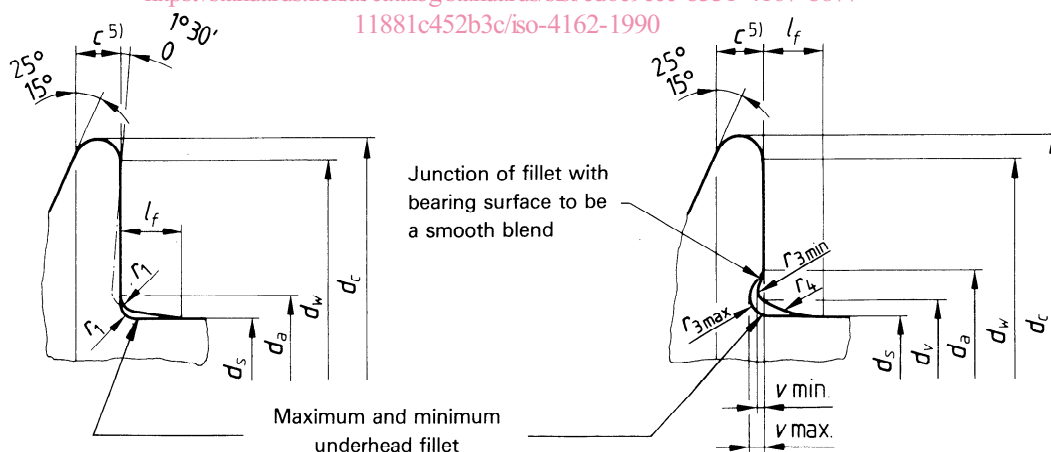 11881c452b3c/iso-4162-1990
c 5)
1°30'
0
25°
15°
l_f
r_1
r_1
d_s
d_a
d_w
d_c
Junction of fillet with
bearing surface to be
a smooth blend
Maximum and minimum
underhead fillet
c 5)
l_f
25°
15°
r_3 min
r_4
r_3 max
d_s
d_v
d_a
d_w
d_c
v min.
v max.